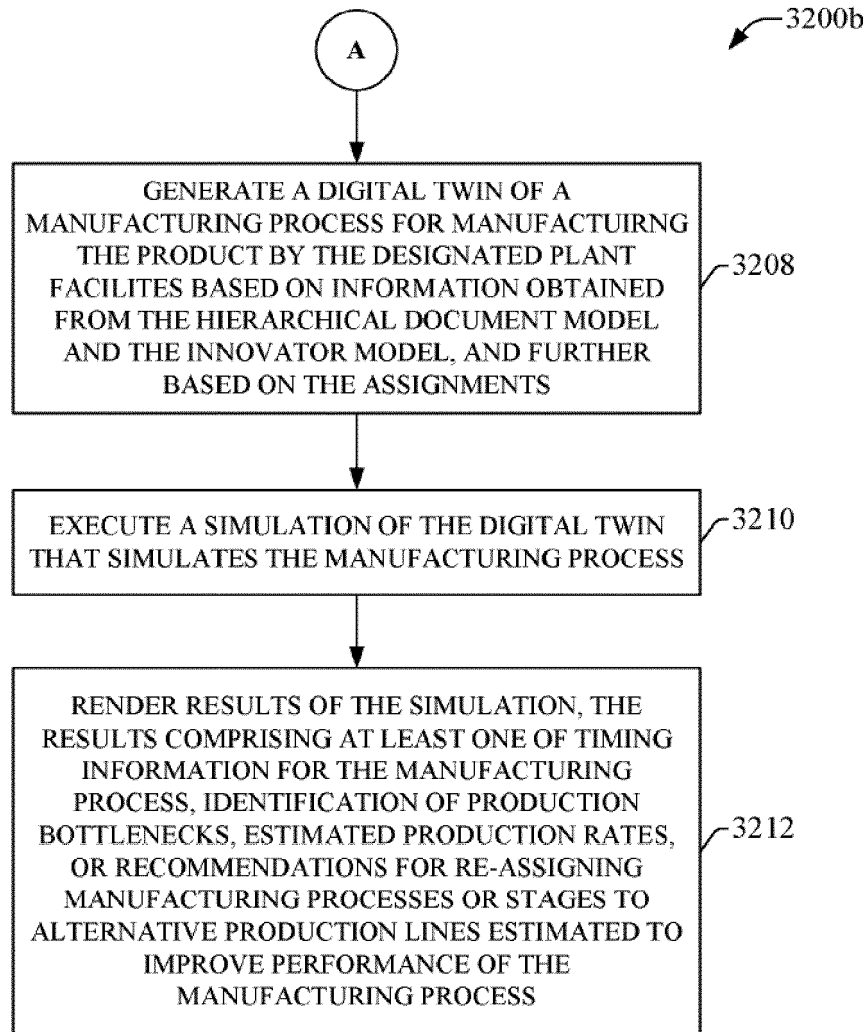 A
3200b
GENERATE A DIGITAL TWIN OF A
MANUFACTURING PROCESS FOR MANUFACTUIRNG
THE PRODUCT BY THE DESIGNATED PLANT
FACILITES BASED ON INFORMATION OBTAINED
FROM THE HIERARCHICAL DOCUMENT MODEL
AND THE INNOVATOR MODEL, AND FURTHER
BASED ON THE ASSIGNMENTS
3208
EXECUTE A SIMULATION OF THE DIGITAL TWIN
THAT SIMULATES THE MANUFACTURING PROCESS
3210
RENDER RESULTS OF THE SIMULATION, THE
RESULTS COMPRISING AT LEAST ONE OF TIMING
INFORMATION FOR THE MANUFACTURING
PROCESS, IDENTIFICATION OF PRODUCTION
BOTTLENECKS, ESTIMATED PRODUCTION RATES,
OR RECOMMENDATIONS FOR RE-ASSIGNING
MANUFACTURING PROCESSES OR STAGES TO
ALTERNATIVE PRODUCTION LINES ESTIMATED TO
IMPROVE PERFORMANCE OF THE
MANUFACTURING PROCESS
3212